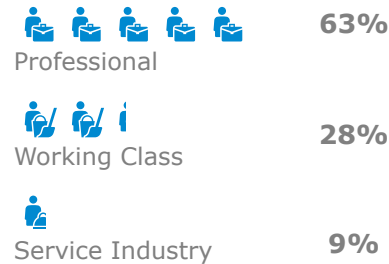 63%
Professional
28%
Working Class
9%
Service Industry